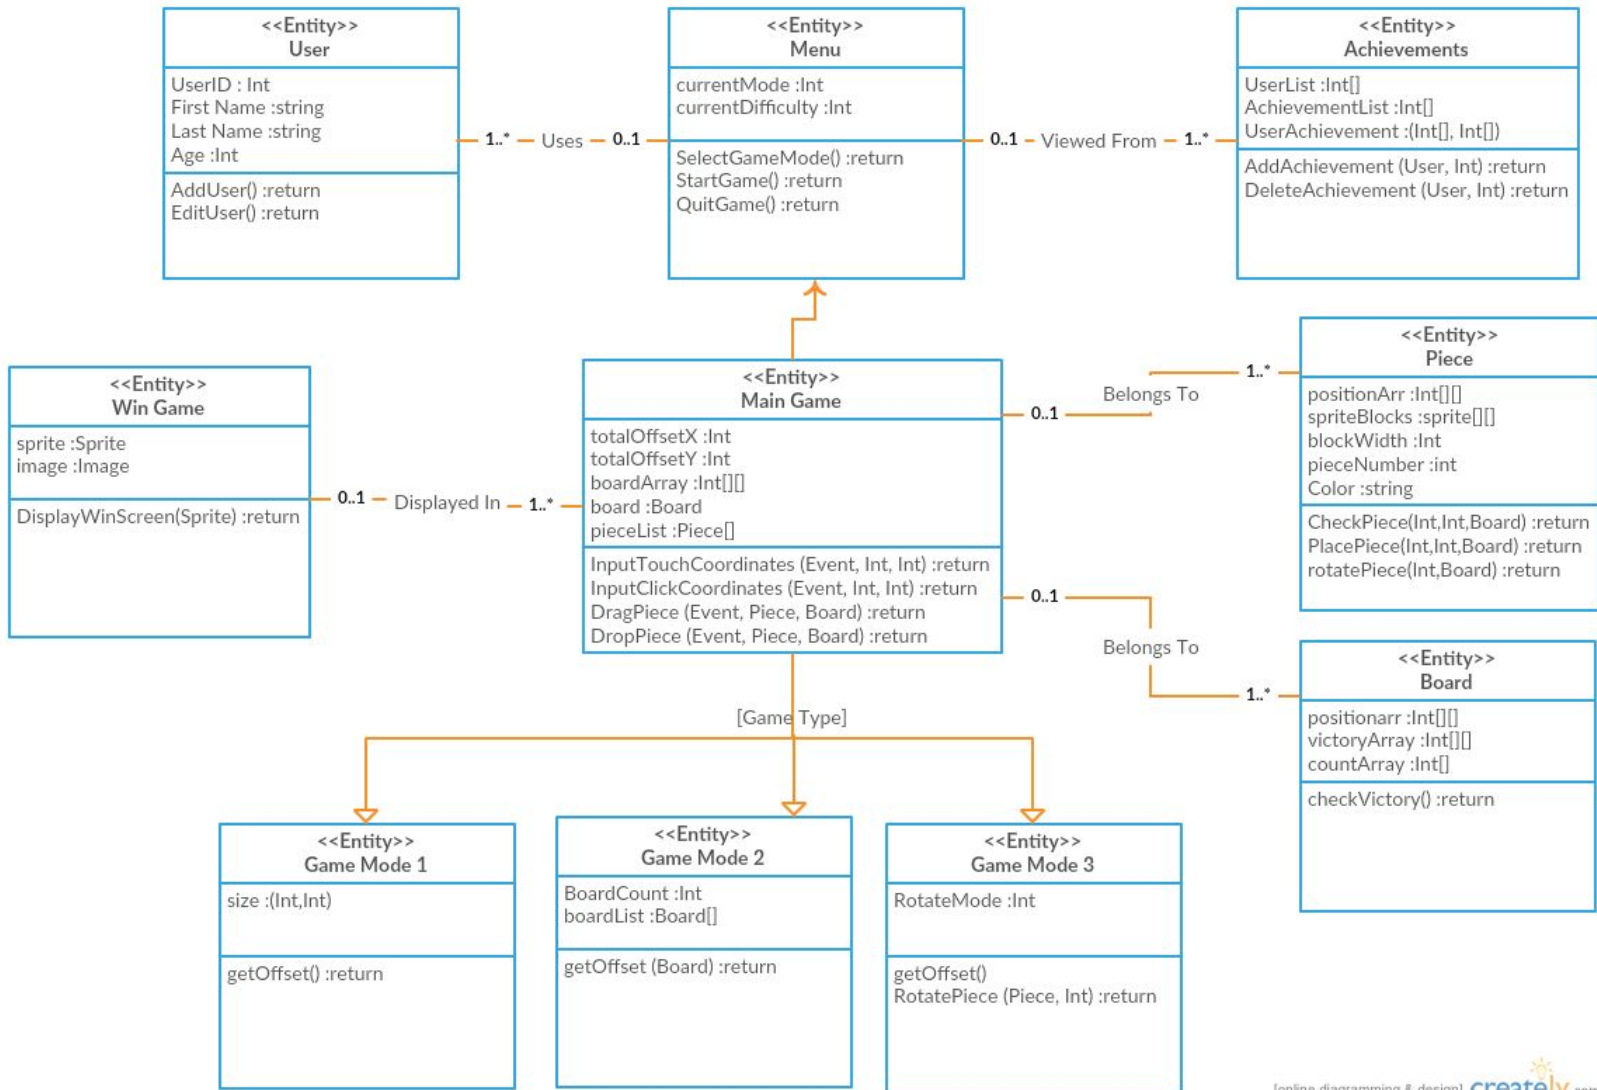 <<Entity>>
User
UserID : Int
First Name :string
Last Name :string
Age :Int
AddUser() :return
EditUser() :return
1..* Uses 0..1
<<Entity>>
Menu
currentMode :Int
currentDifficulty :Int
SelectGameMode() :return
StartGame() :return
QuitGame() :return
0..1 Viewed From 1..*
<<Entity>>
Achievements
UserList :Int[]
AchievementList :Int[]
UserAchievement :(Int[], Int[])
AddAchievement (User, Int) :return
DeleteAchievement (User, Int) :return
<<Entity>>
Win Game
sprite :Sprite
image :Image
DisplayWinScreen(Sprite) :return
0..1 Displayed In 1..*
<<Entity>>
Main Game
totalOffsetX :Int
totalOffsetY :Int
boardArray :Int[][]
board :Board
pieceList :Piece[]
InputTouchCoordinates (Event, Int, Int) :return
InputClickCoordinates (Event, Int, Int) :return
DragPiece (Event, Piece, Board) :return
DropPiece (Event, Piece, Board) :return
0..1
Belongs To
1..*
<<Entity>>
Piece
positionArr :Int[][]
spriteBlocks :sprite[][]
blockWidth :Int
pieceNumber :int
Color :string
CheckPiece(Int,Int,Board) :return
PlacePiece(Int,Int,Board) :return
rotatePiece(Int,Board) :return
0..1
Belongs To
1..*
<<Entity>>
Board
positionarr :Int[][]
victoryArray :Int[][]
countArray :Int[]
checkVictory() :return
[Game Type]
<<Entity>>
Game Mode 1
size :(Int,Int)
getOffset() :return
<<Entity>>
Game Mode 2
BoardCount :Int
boardList :Board[]
getOffset (Board) :return
<<Entity>>
Game Mode 3
RotateMode :Int
getOffset()
RotatePiece (Piece, Int) :return
[online diagramming & design] creately.com